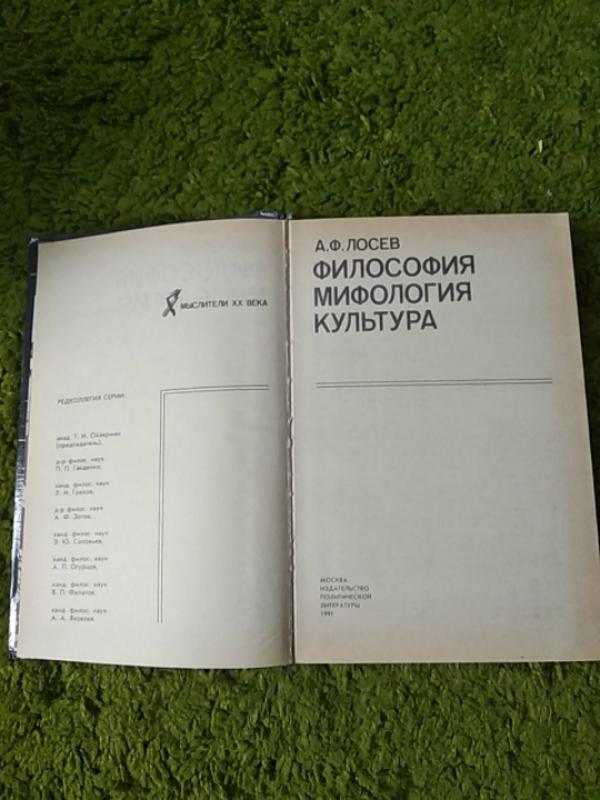 МЫСЛИТЕЛИ XX ВЕКА
РЕДКОЛЛЕГИЯ СЕРИИ:
акад. Т. И. Ойзерман
(председатель),
д-р филос. наук
П. П. Гайденко,
канд. филос. наук
Л. И. Греков,
д-р филос. наук
А. Ф. Зотов,
канд. филос. наук
Э. Ю. Соловьев,
канд. филос. наук
А. П. Огурцов,
канд. филос. наук
В. П. Филатов,
канд. филос. наук
А. А. Яковлев.
А.Ф. ЛОСЕВ
ФИЛОСОФИЯ
МИФОЛОГИЯ
КУЛЬТУРА
МОСКВА
ИЗДАТЕЛЬСТВО
ПОЛИТИЧЕСКОЙ
ЛИТЕРАТУРЫ
1991